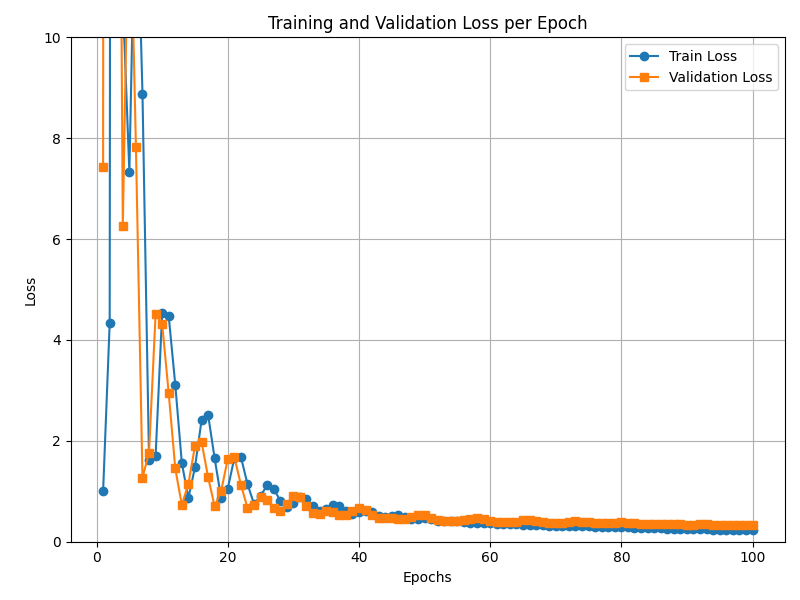 Training and Validation Loss per Epoch
Train Loss
Validation Loss
10
8
6
4
2
0
Loss
0 20 40 60 80 100
Epochs